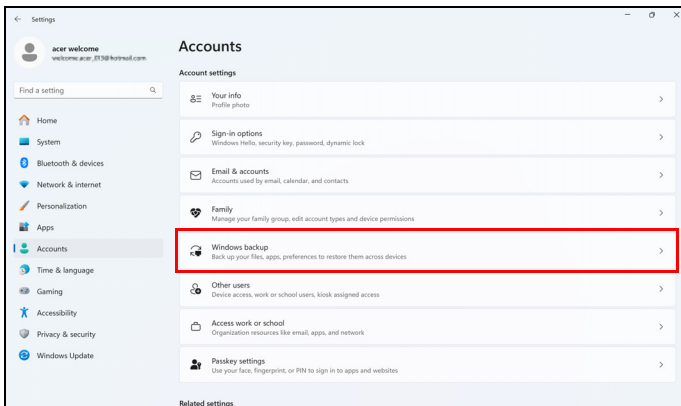 Settings
acer welcome
Find a setting
Home
System
Bluetooth & devices
Network & internet
Personalization
Apps
Accounts
Time & language
Gaming
Accessibility
Privacy & security
Windows Update
Accounts
Account settings
Your info
Profile photo
Sign-in options
Windows Hello, security key, password, dynamic lock
Email & accounts
Accounts used by email, calendar, and contacts
Family
Manage your family group, edit account types and device permissions
Windows backup
Back up your files, apps, preferences to restore them across devices
Other users
Device access, work or school users, kiosk assigned access
Access work or school
Organization resources like email, apps, and network
Passkey settings
Use your face, fingerprint, or PIN to sign in to apps and websites
Related settings